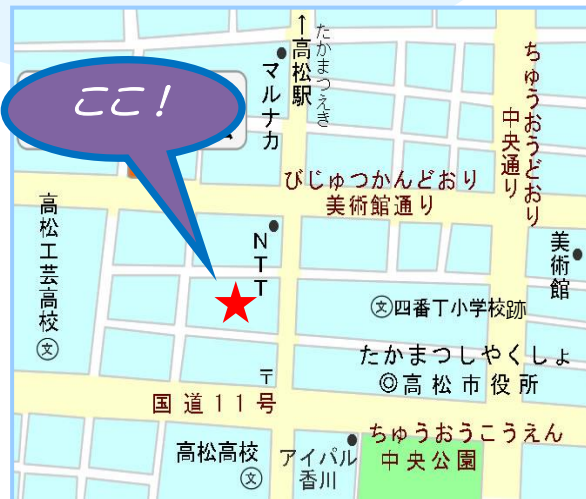 ここ！
↑高松駅
たかまつえき
マルナカ
ちゅうおうどおり
中央通り
びじゅつかんどおり
美術館通り
高松工芸高校
文
NTT
美術館
文四番丁小学校跡
たかまつしやくしょ
◎高松市役所
〒
国道11号
高松高校
文
アイパル
香川
ちゅうおうこうえん
中央公園